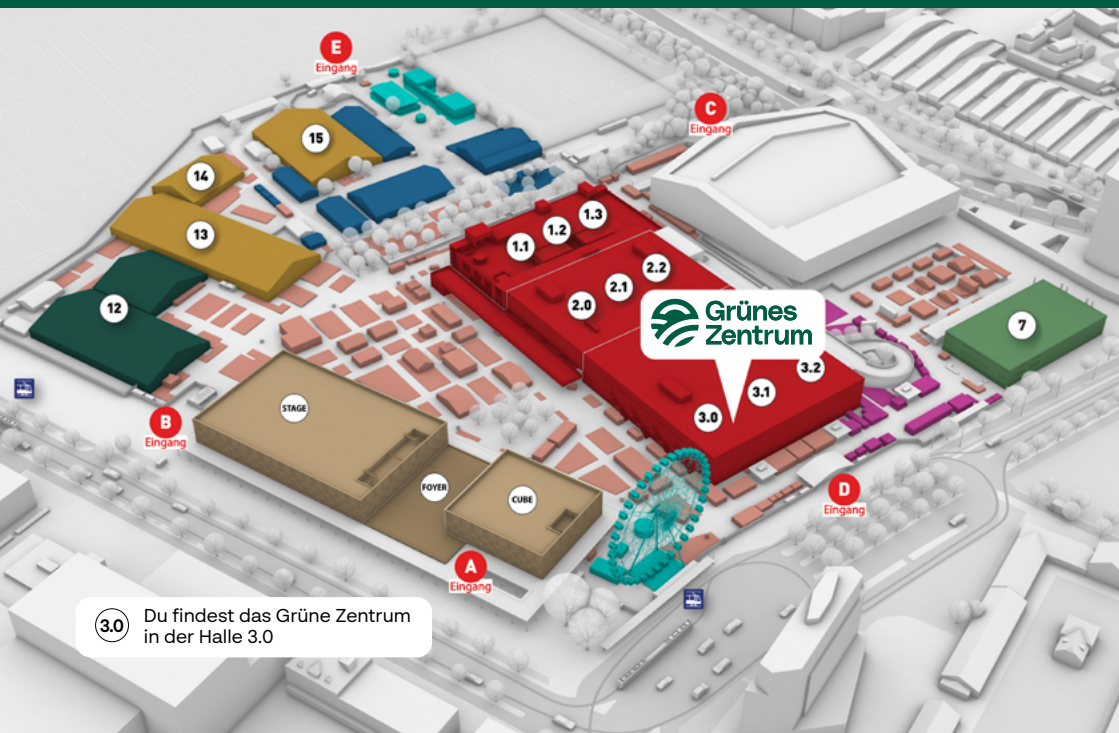 E
Eingang
C
Eingang
15
14
13
12
1.3
1.2
1.1
2.2
2.1
2.0
Grünes
Zentrum
7
3.2
3.1
3.0
STAGE
B
Eingang
FOYER
CUBE
D
Eingang
A
Eingang
3.0
Du findest das Grüne Zentrum
in der Halle 3.0